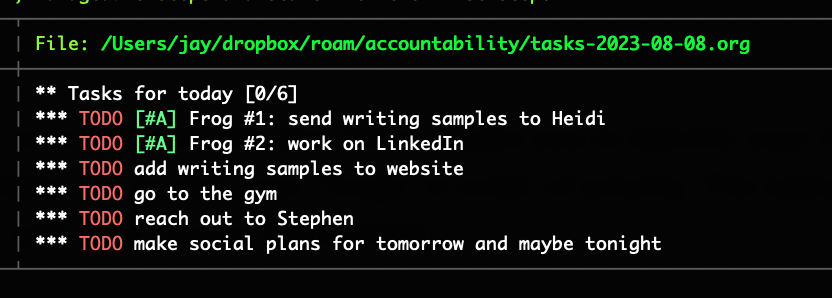 File: /Users/jay/dropbox/roam/accountability/tasks-2023-08-08.org
** Tasks for today [0/6]
*** TODO [#A] Frog #1: send writing samples to Heidi
*** TODO [#A] Frog #2: work on LinkedIn
*** TODO add writing samples to website
*** TODO go to the gym
*** TODO reach out to Stephen
*** TODO make social plans for tomorrow and maybe tonight